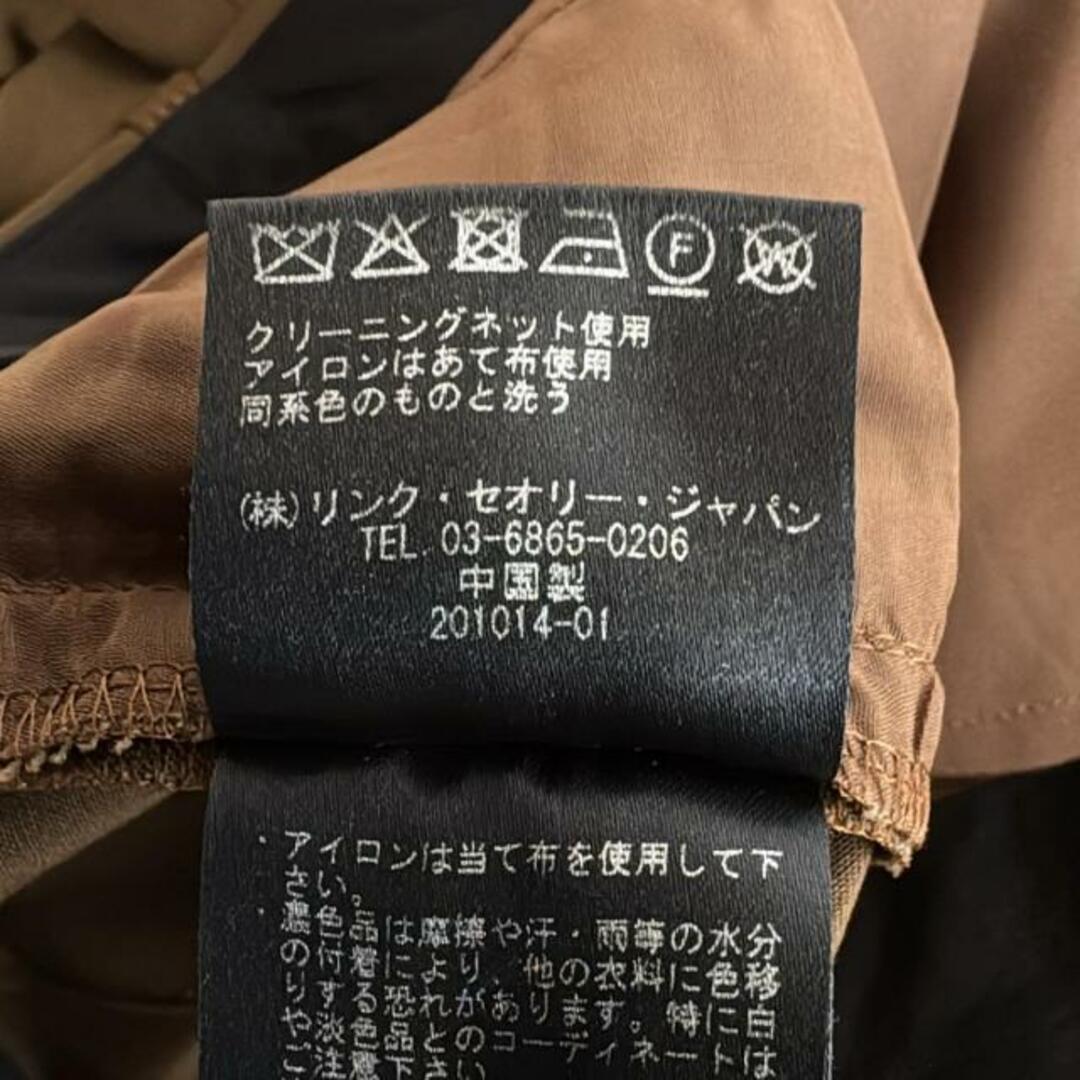 F W
クリーニングネット使用
アイロンはあて布使用
同系色のものと洗う
(株)リンク・セオリー・ジャパン
TEL 03-6865-0206
中国製
201014-01
・アイロンは当て布を使用して下
さい。
・濃色品は摩擦や汗・雨等の水分
の付着により、他の衣料に色移
りする恐れがあります。特に白
や淡色品とのコーディネートは
ご注意下さい